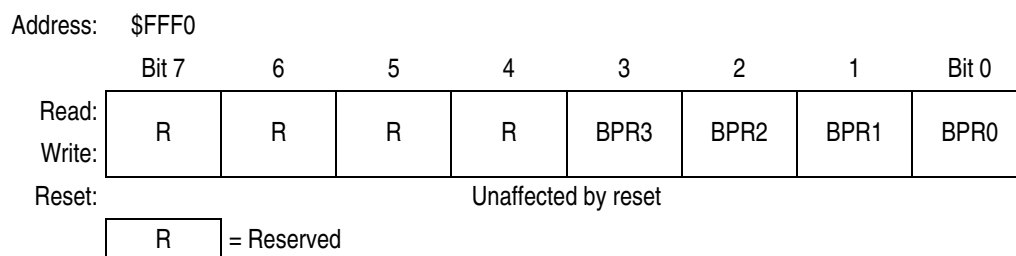 Address: $FFF0
Bit 7 6 5 4 3 2 1 Bit 0
Read:
R R R R BPR3 BPR2 BPR1 BPR0
Write:
Reset: Unaffected by reset
R = Reserved